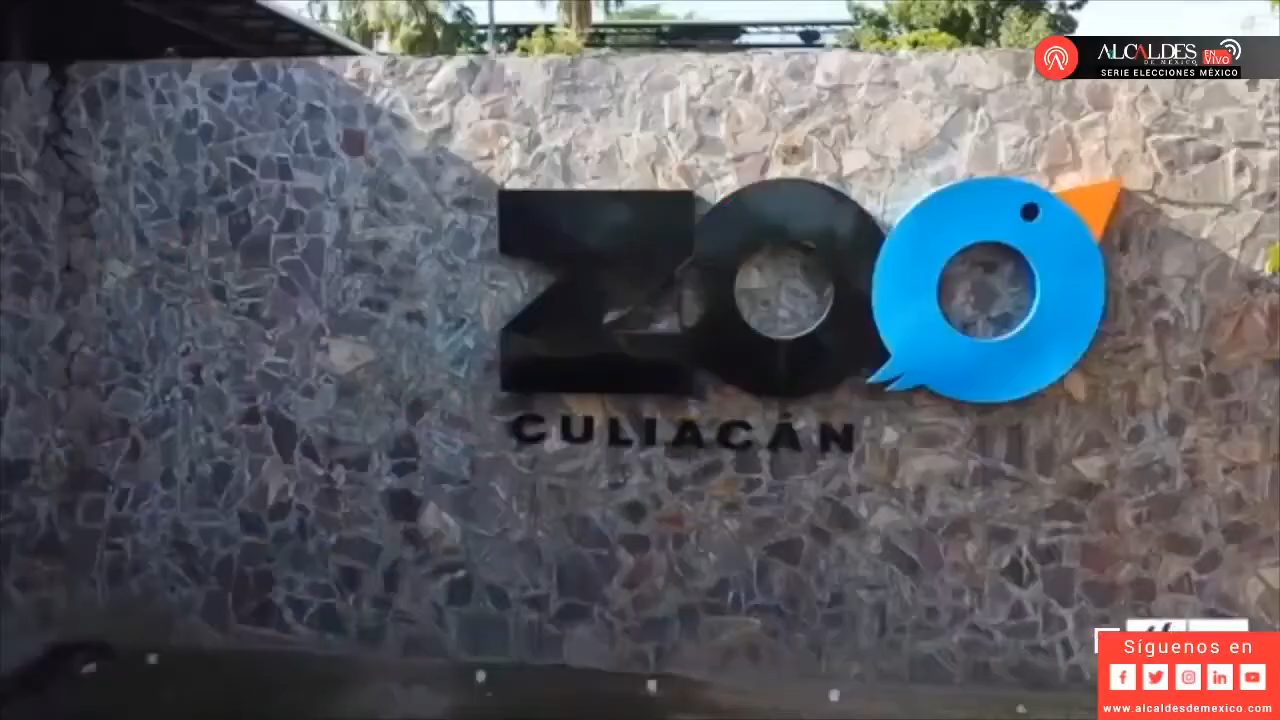 ALCALDES
DE MÉXICO
EN
VIVO
SERIE ELECCIONES MÉXICO
ZOO
CULIACÁN
Síguenos en
www.alcaldesdemexico.com